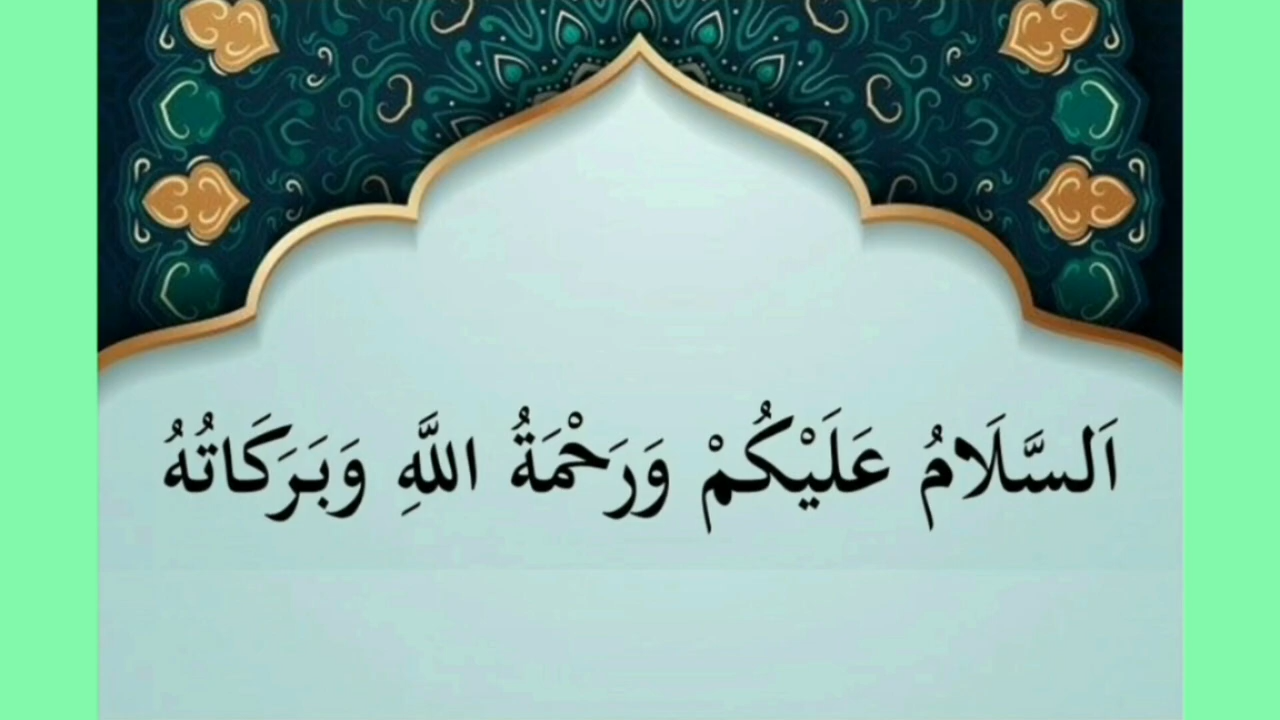 اَلسَّلَامُ عَلَيْكُمْ وَرَحْمَةُ اللَّهِ وَبَرَكَاتُهُ